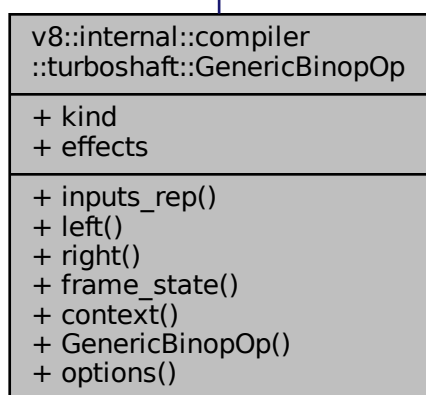 v8::internal::compiler
::turboshaft::GenericBinopOp
+ kind
+ effects
+ inputs_rep()
+ left()
+ right()
+ frame_state()
+ context()
+ GenericBinopOp()
+ options()